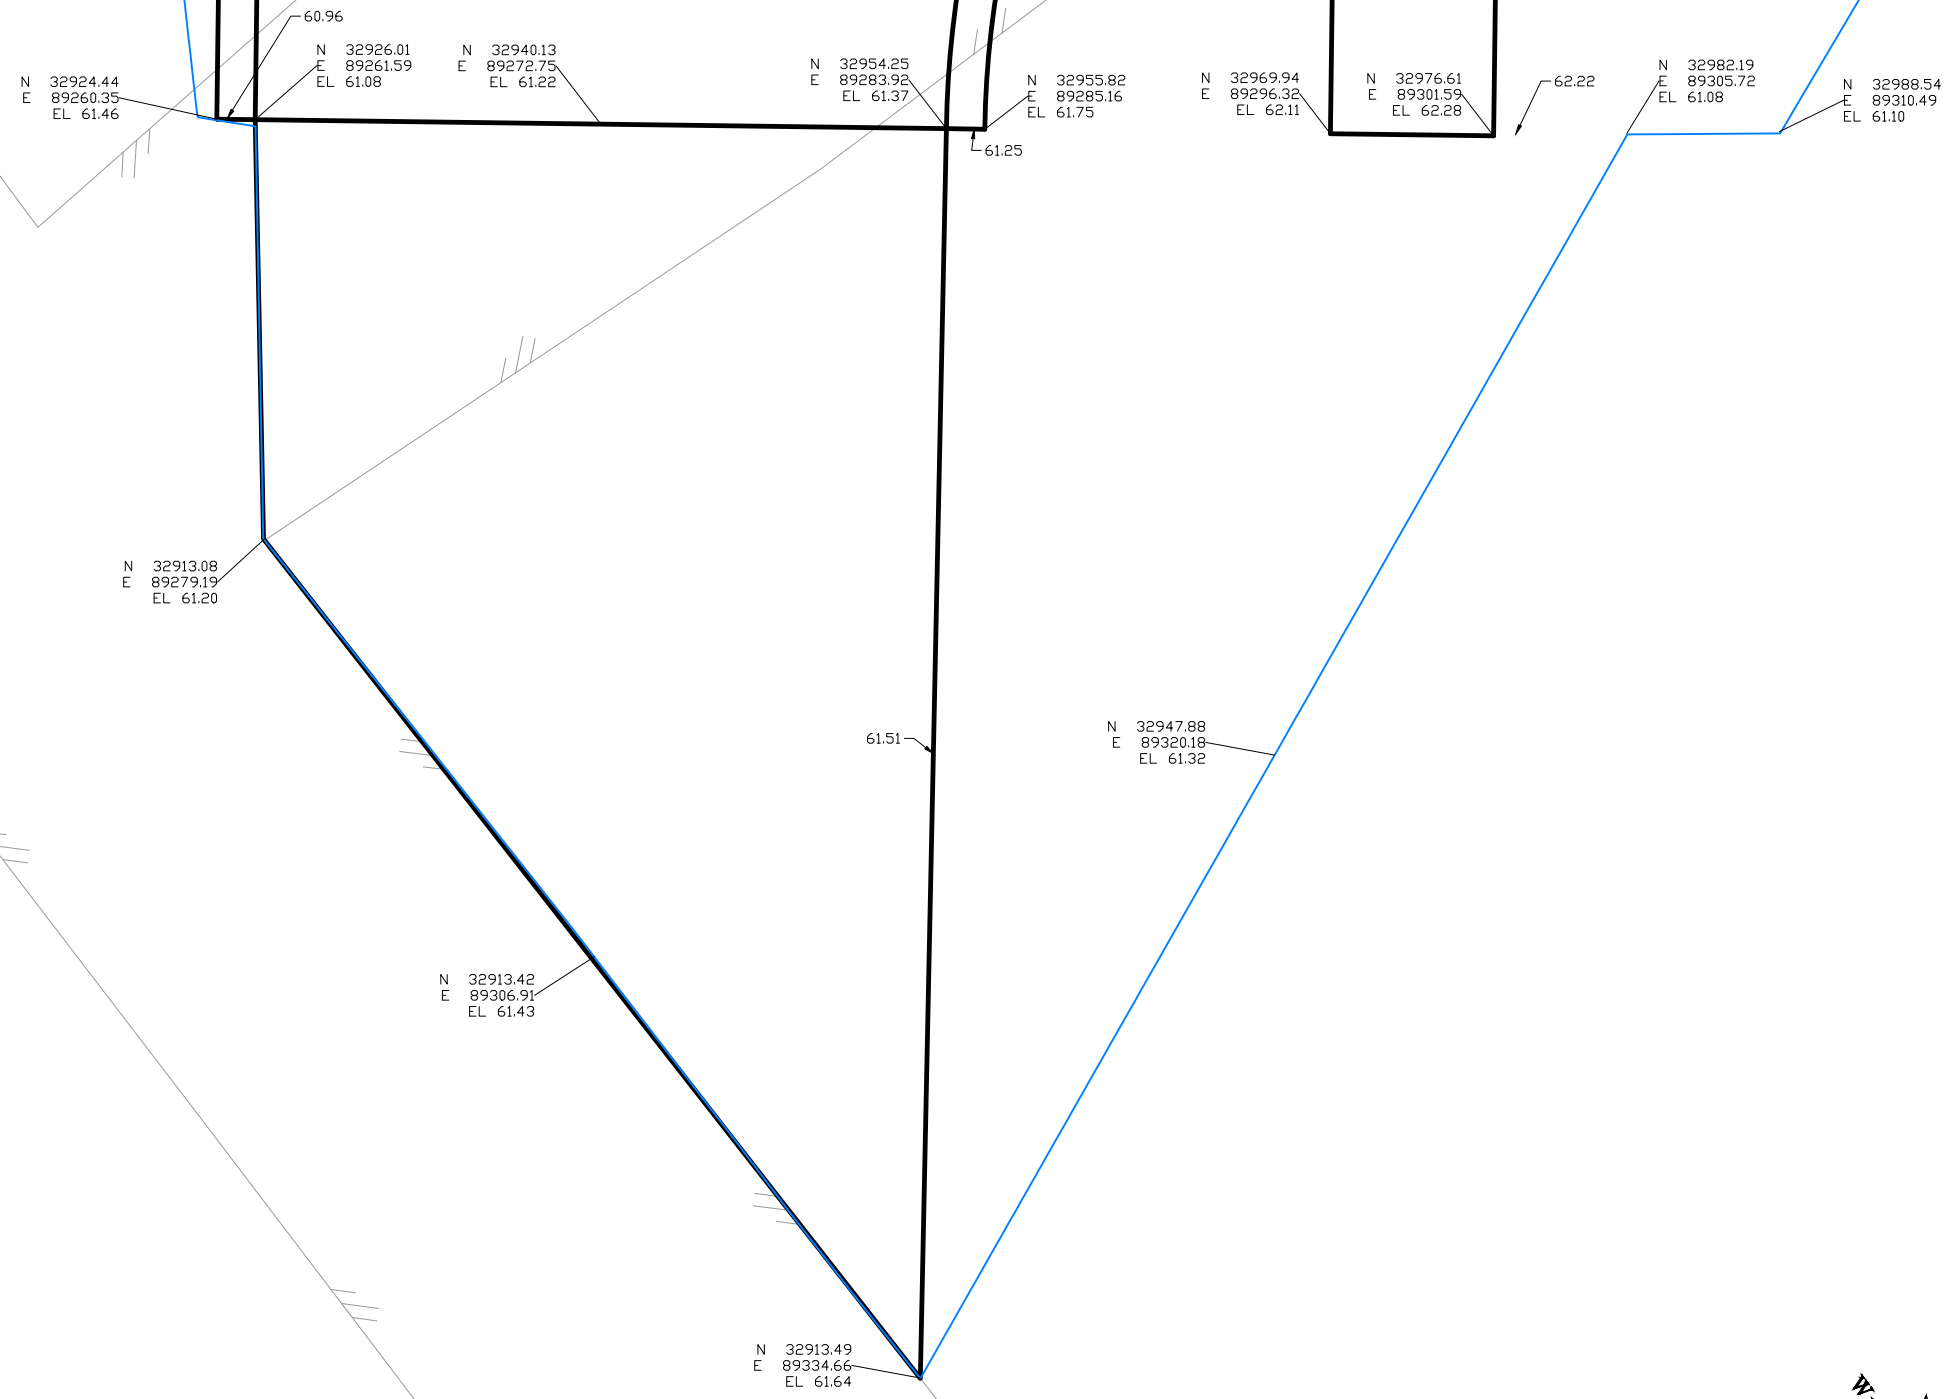 60.96
N 32926.01
E 89261.59
EL 61.08
N 32940.13
E 89272.75
EL 61.22
N 32924.44
E 89260.35
EL 61.46
N 32954.25
E 89283.92
EL 61.37
N 32955.82
E 89285.16
EL 61.75
61.25
N 32969.94
E 89296.32
EL 62.11
N 32976.61
E 89301.59
EL 62.28
62.22
N 32982.19
E 89305.72
EL 61.08
N 32988.54
E 89310.49
EL 61.10
N 32913.08
E 89279.19
EL 61.20
61.51
N 32947.88
E 89320.18
EL 61.32
N 32913.42
E 89306.91
EL 61.43
N 32913.49
E 89334.66
EL 61.64
W